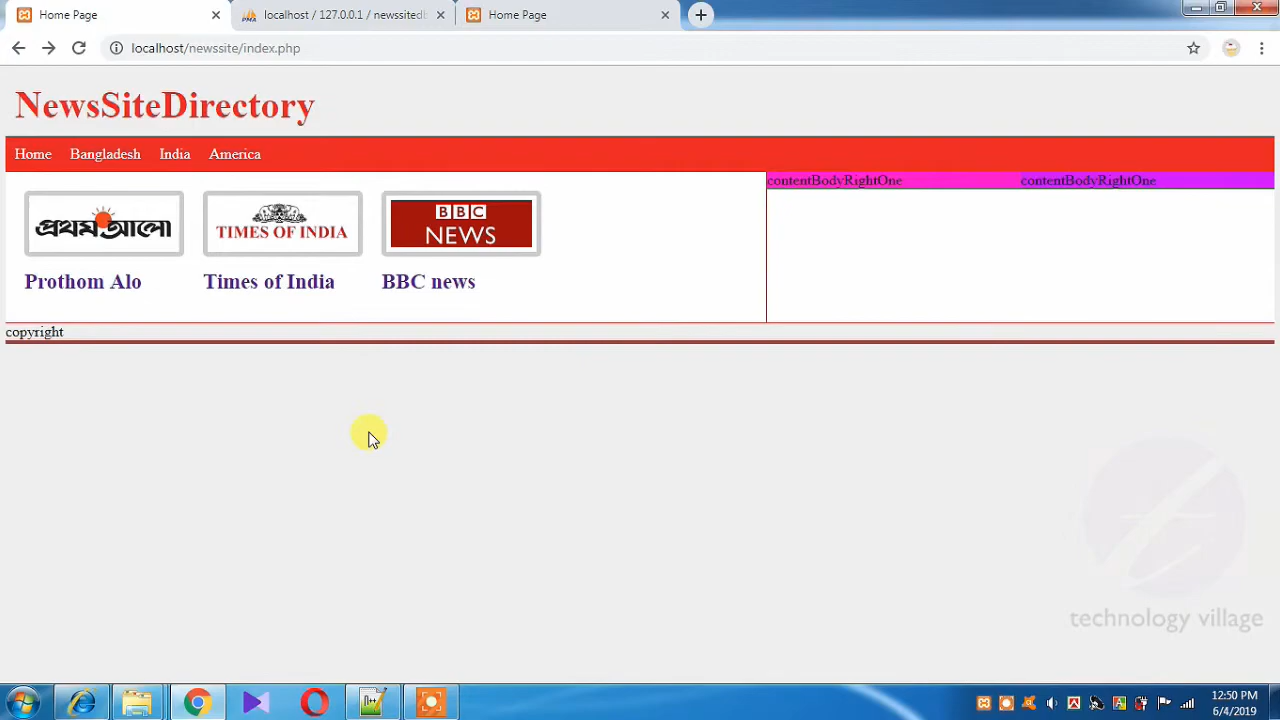 Home Page
localhost / 127.0.0.1 / newssitedb
Home Page
localhost/newssite/index.php
NewsSiteDirectory
Home Bangladesh India America
contentBodyRightOne contentBodyRightOne
প্রথম আলো
TIMES OF INDIA
BBC
NEWS
Prothom Alo
Times of India
BBC news
copyright
technology village
12:50 PM
6/4/2019